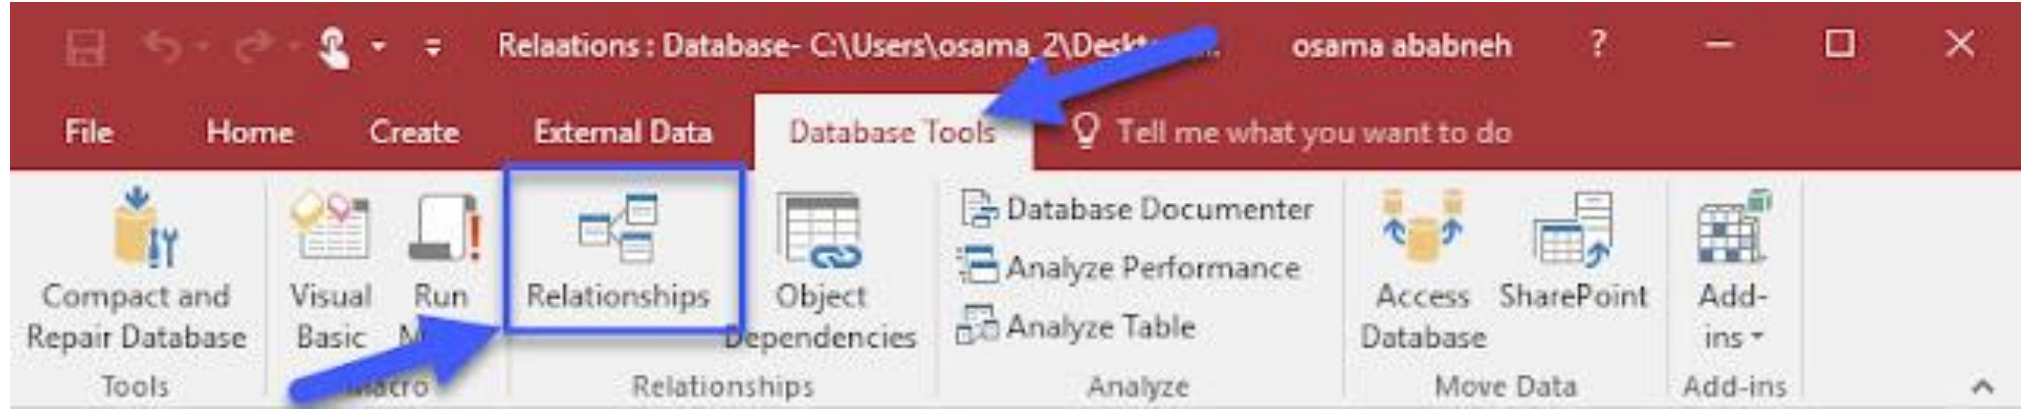 Relaations : Database- C:\Users\osama_2\Deskt
osama ababneh
?
File
Home
Create
External Data
Database Tools
Tell me what you want to do
Compact and
Repair Database
Visual
Basic
Run
Relationships
Object
Dependencies
Database Documenter
Analyze Performance
Analyze Table
Access
Database
SharePoint
Add-
ins
Tools
Relationships
Analyze
Move Data
Add-ins